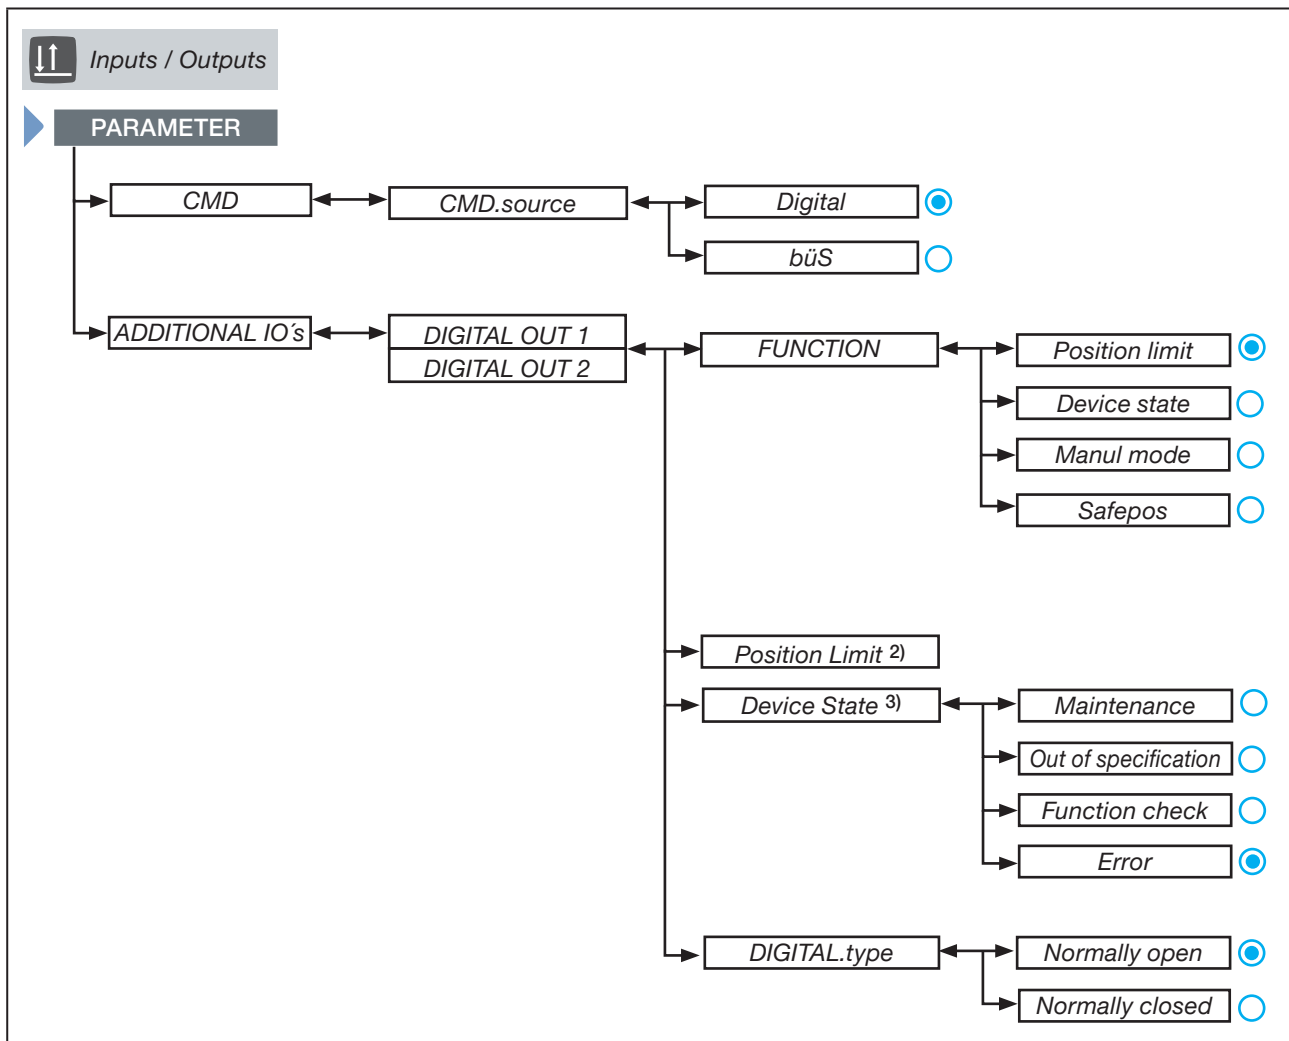 Inputs / Outputs
PARAMETER
CMD
CMD.source
Digital
büS
ADDITIONAL IO´s
DIGITAL OUT 1
DIGITAL OUT 2
FUNCTION
Position limit
Device state
Manul mode
Safepos
Position Limit 2)
Device State 3)
Maintenance
Out of specification
Function check
Error
DIGITAL.type
Normally open
Normally closed